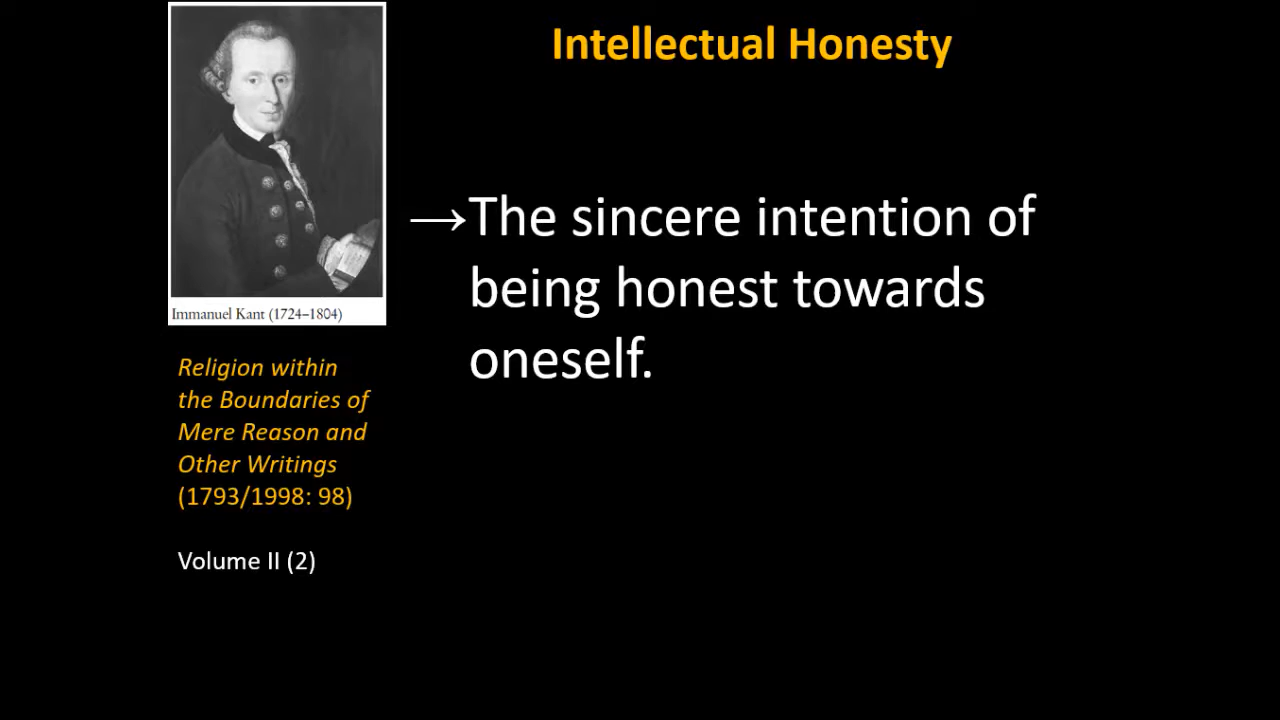 Intellectual Honesty
→The sincere intention of
being honest towards
oneself.
Immanuel Kant (1724–1804)
Religion within
the Boundaries of
Mere Reason and
Other Writings
(1793/1998: 98)
Volume II (2)